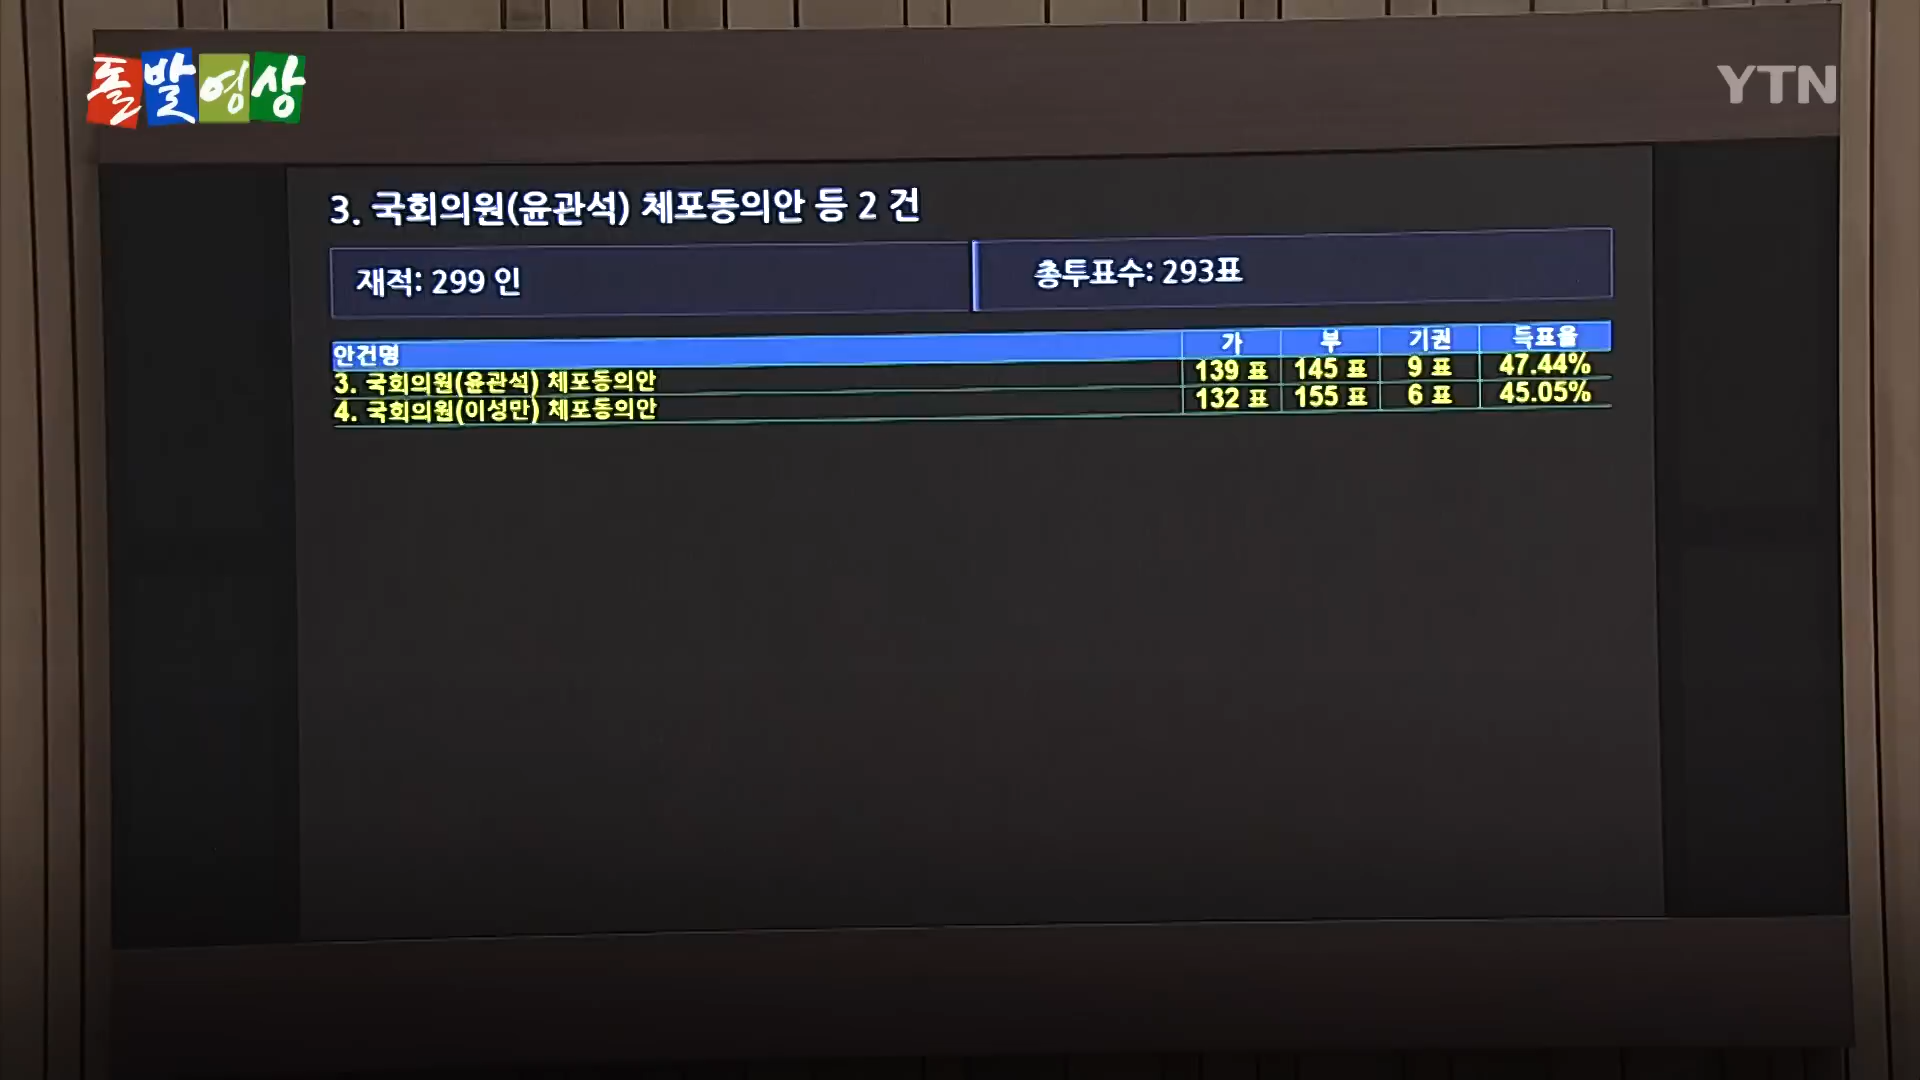 돌발영상
YTN
3. 국회의원(윤관석) 체포동의안 등 2 건
재적: 299 인 총투표수: 293표
안건명 가 부 기권 득표율
3. 국회의원(윤관석) 체포동의안 139 표 145 표 9 표 47.44%
4. 국회의원(이성만) 체포동의안 132 표 155 표 6 표 45.05%